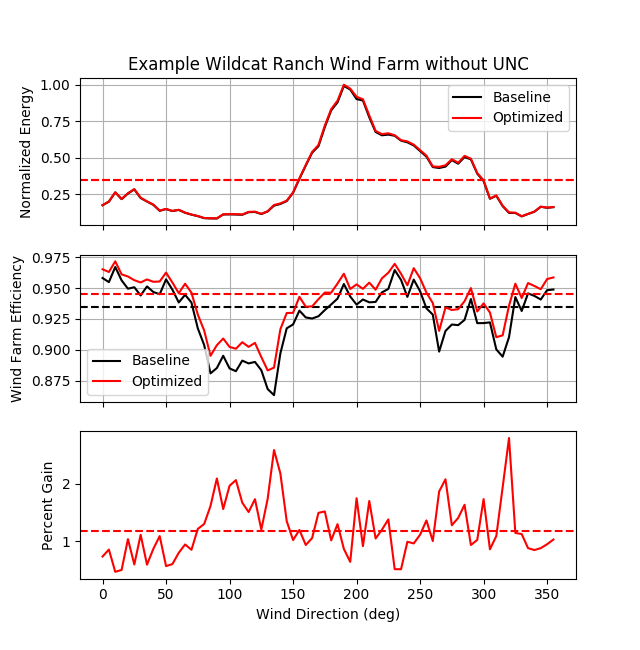 Example Wildcat Ranch Wind Farm without UNC
Normalized Energy
1.00
0.75
0.50
0.25
Baseline
Optimized
Wind Farm Efficiency
0.975
0.950
0.925
0.900
0.875
Baseline
Optimized
Percent Gain
2
1
0 50 100 150 200 250 300 350
Wind Direction (deg)